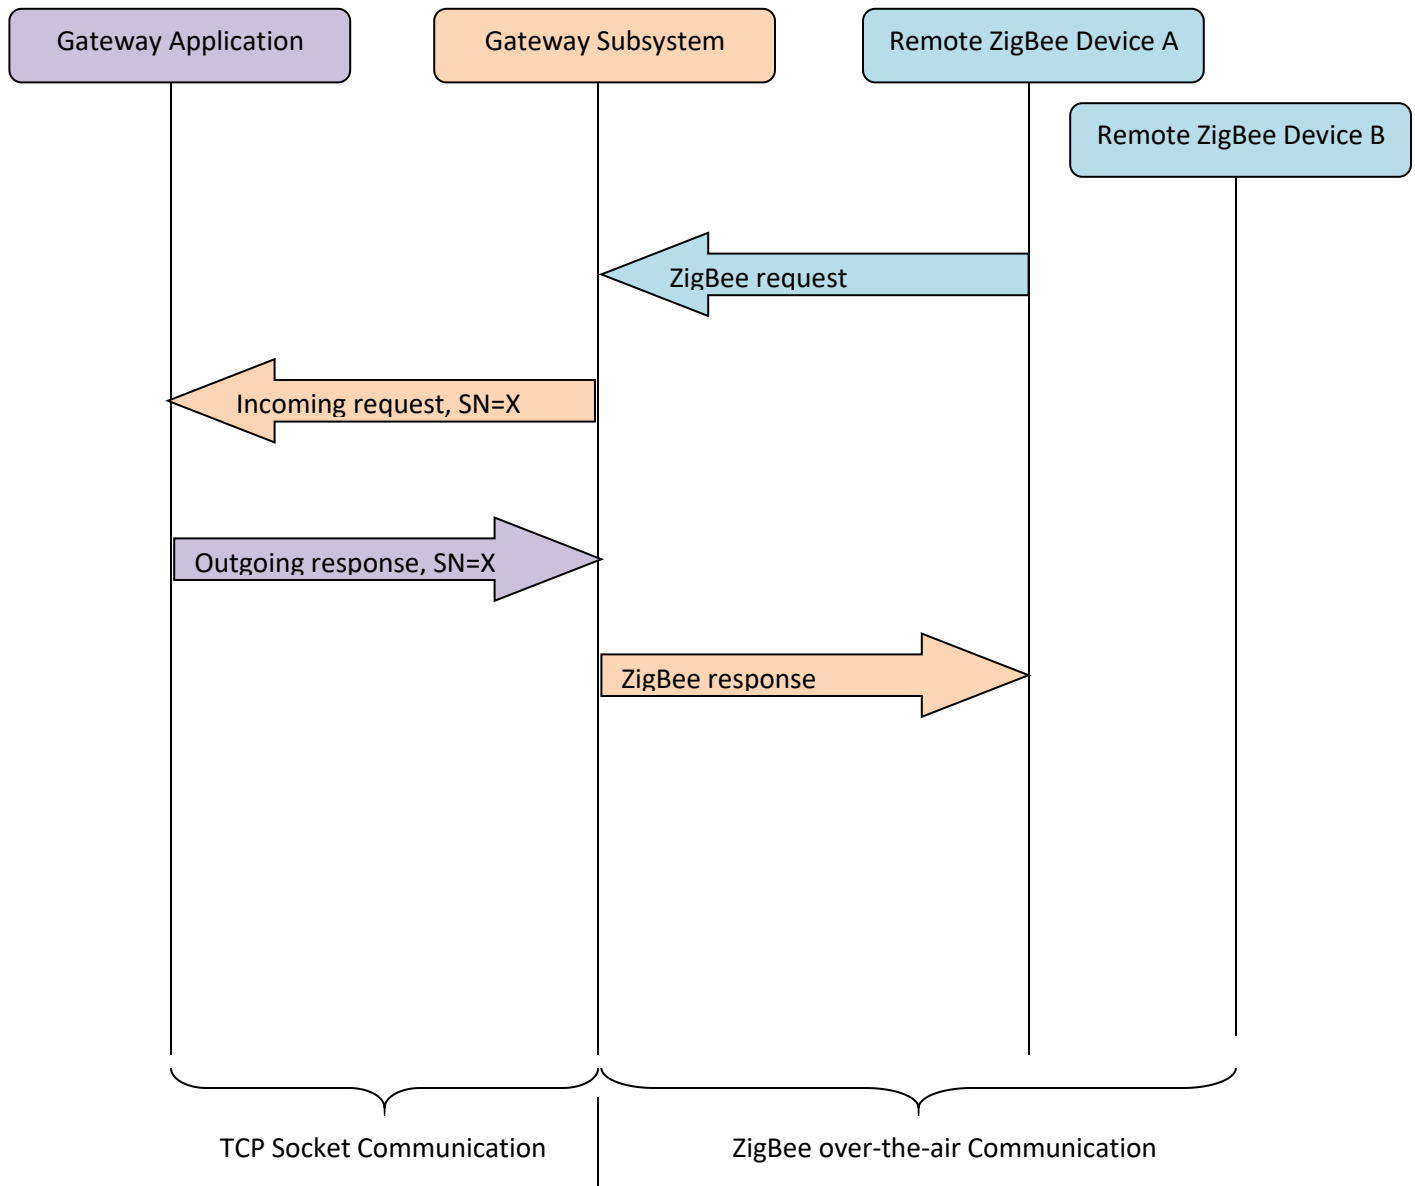 Gateway Application
Gateway Subsystem
Remote ZigBee Device A
Remote ZigBee Device B
ZigBee request
Incoming request, SN=X
Outgoing response, SN=X
ZigBee response
TCP Socket Communication
ZigBee over-the-air Communication